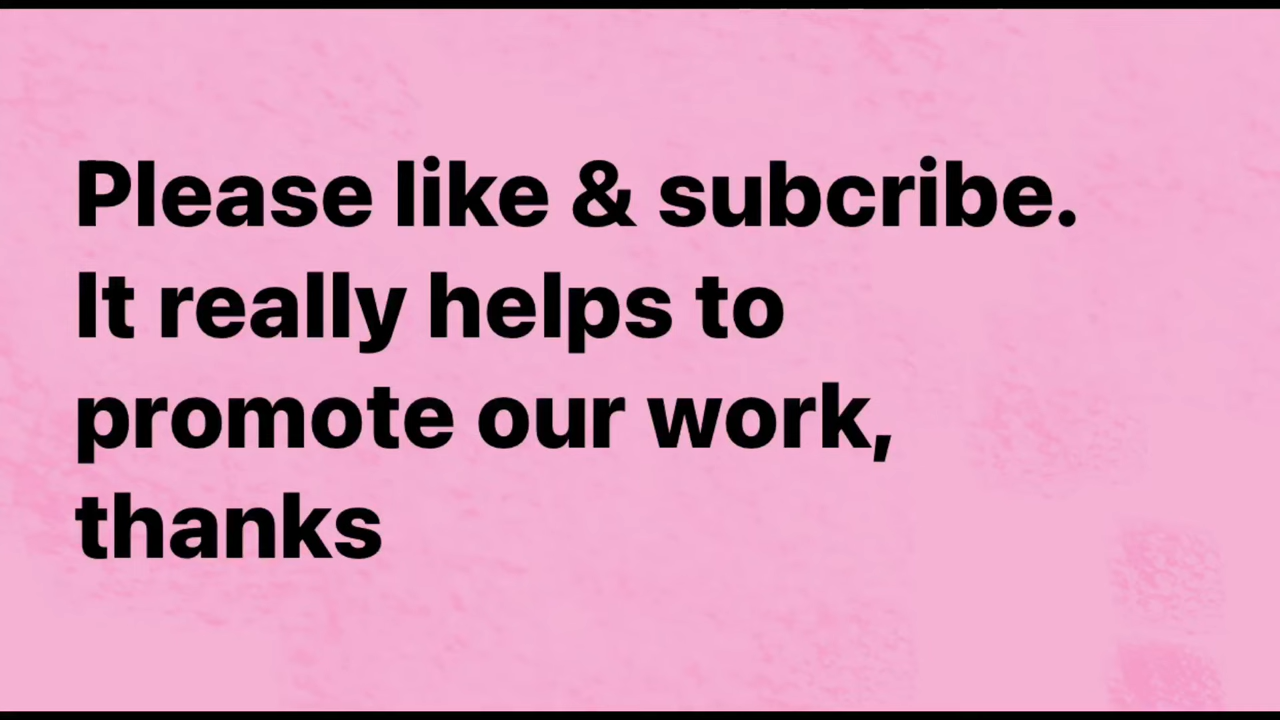 Please like & subcribe.
It really helps to
promote our work,
thanks